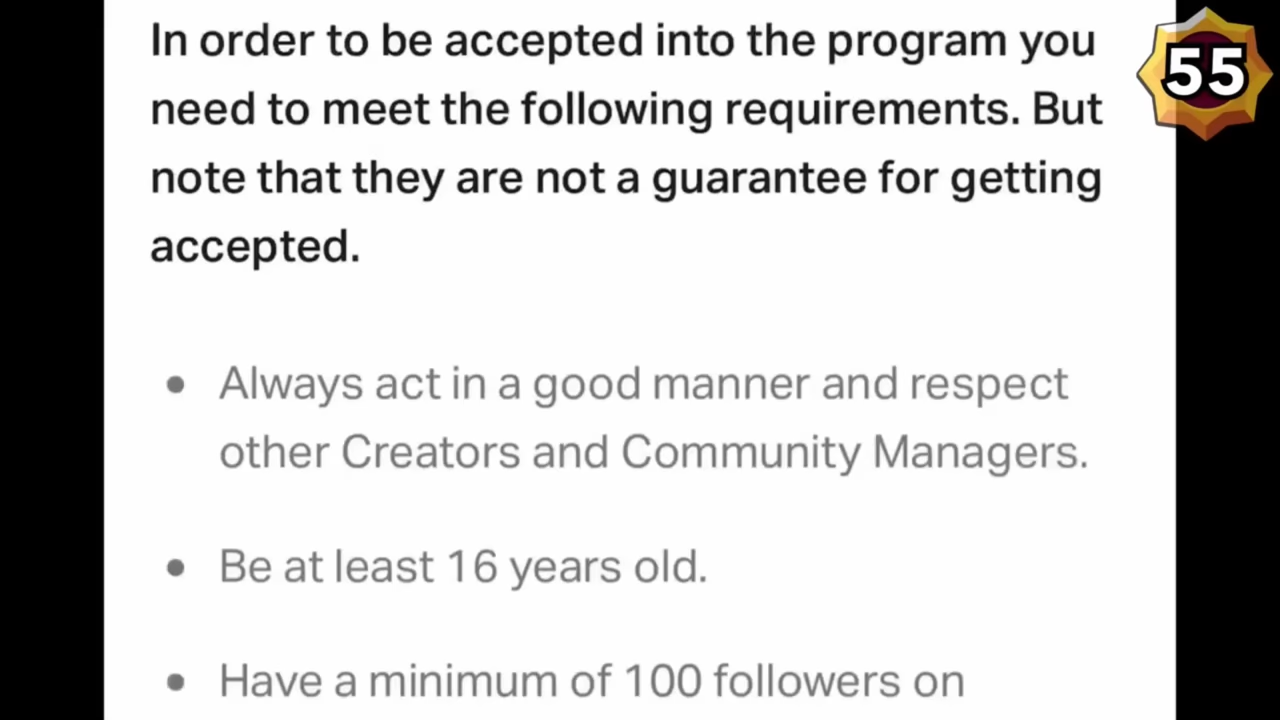 In order to be accepted into the program you
need to meet the following requirements. But
note that they are not a guarantee for getting
accepted.
55
• Always act in a good manner and respect
other Creators and Community Managers.
• Be at least 16 years old.
• Have a minimum of 100 followers on